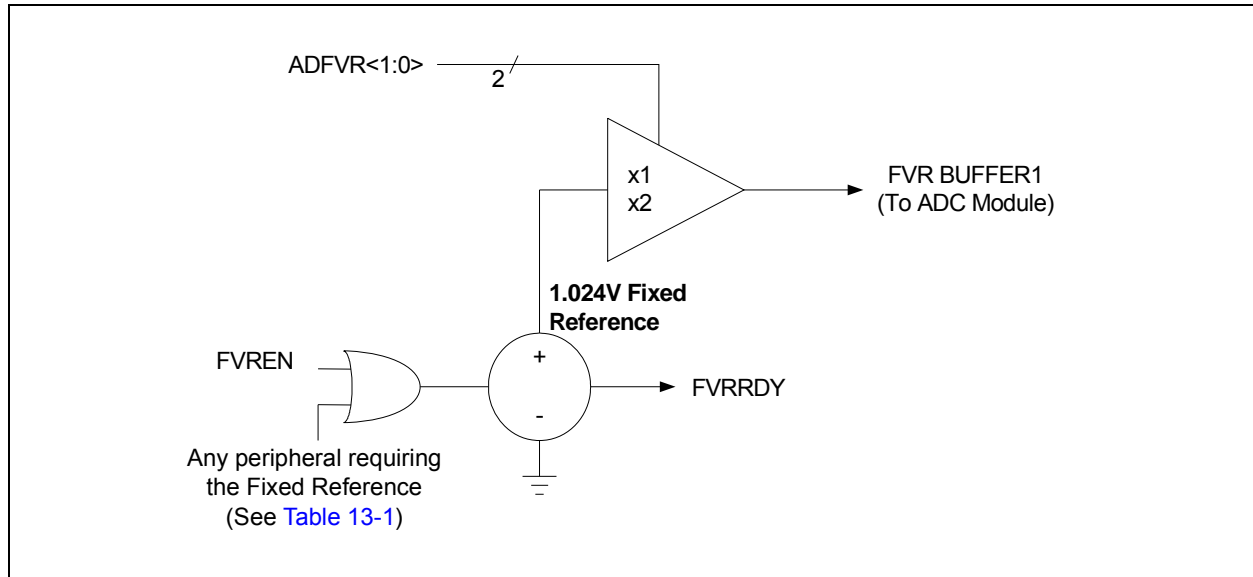 ADFVR<1:0>
2
x1
x2
FVR BUFFER1
(To ADC Module)
1.024V Fixed
Reference
FVREN
+
-
FVRRDY
Any peripheral requiring
the Fixed Reference
(See Table 13-1)